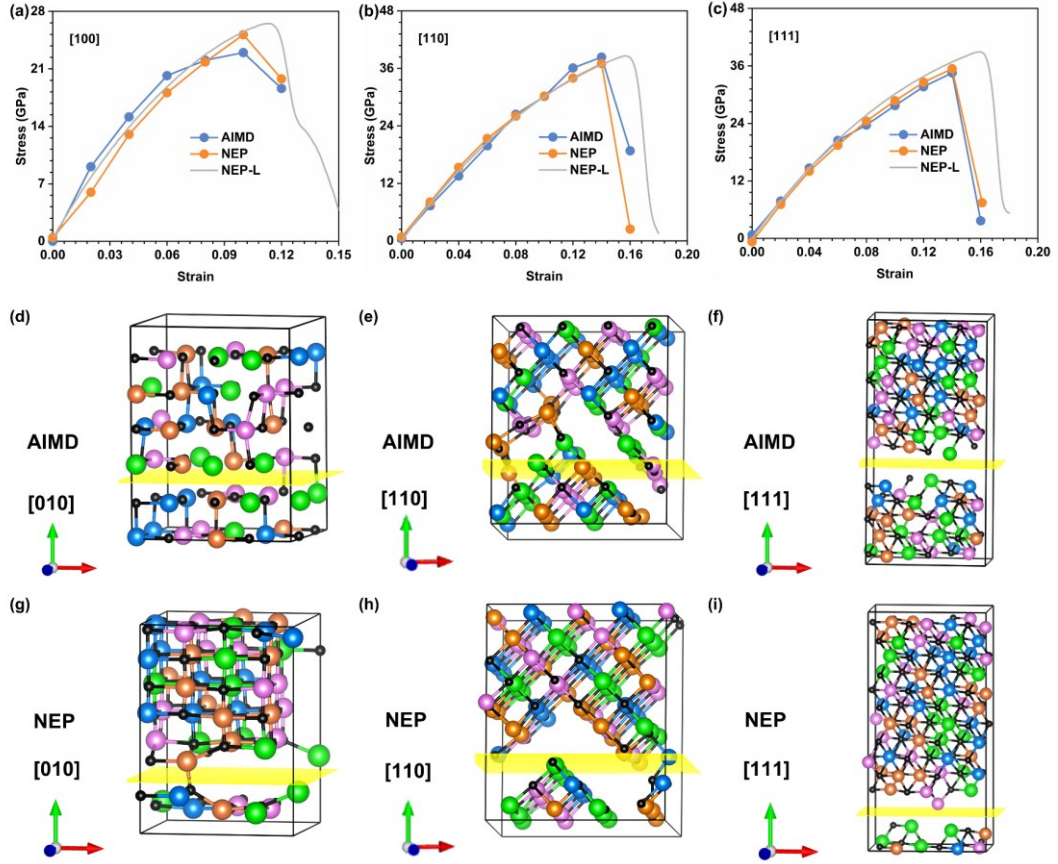 (a)
[100]
Stress (GPa)
28
21
14
7
0
0.00 0.03 0.06 0.09 0.12 0.15
Strain
AIMD
NEP
NEP-L
(b)
[110]
Stress (GPa)
48
36
24
12
0
0.00 0.04 0.08 0.12 0.16 0.20
Strain
AIMD
NEP
NEP-L
(c)
[111]
Stress (GPa)
48
36
24
12
0
0.00 0.04 0.08 0.12 0.16 0.20
Strain
AIMD
NEP
NEP-L
(d)
AIMD
[010]
(e)
AIMD
[110]
(f)
AIMD
[111]
(g)
NEP
[010]
(h)
NEP
[110]
(i)
NEP
[111]